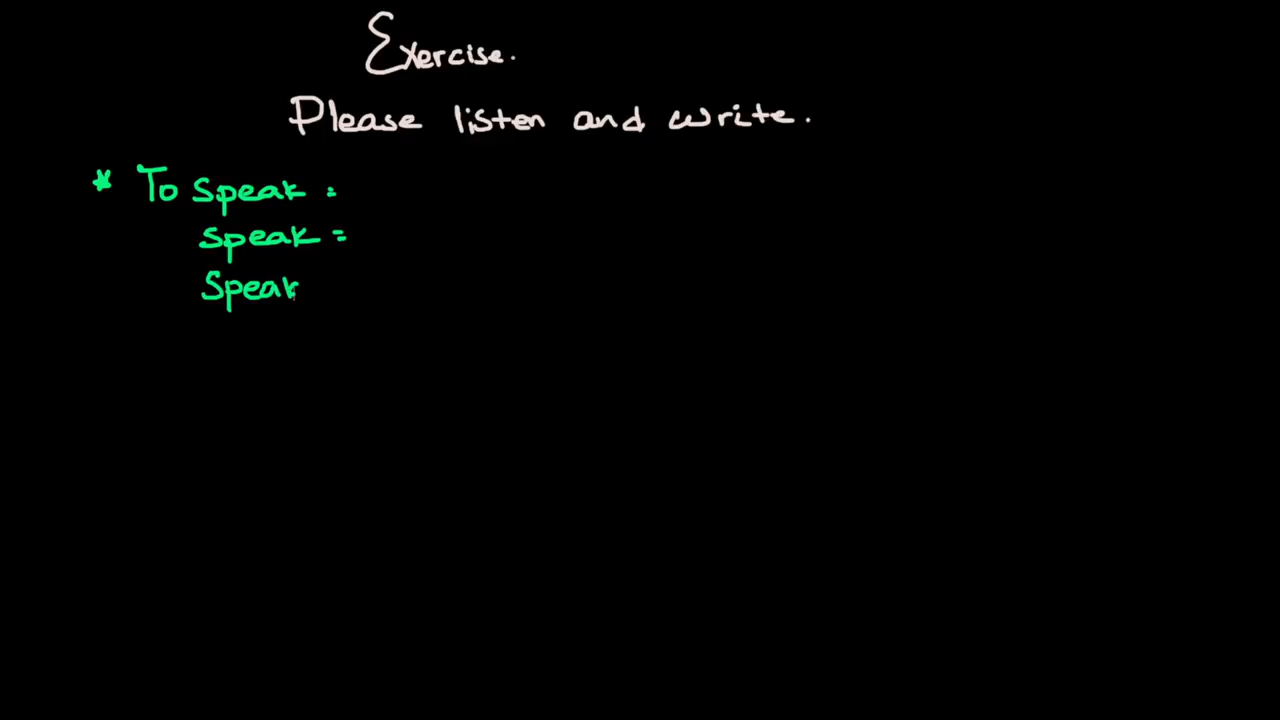 Exercise.
Please listen and write.
* To speak =
speak =
Speak